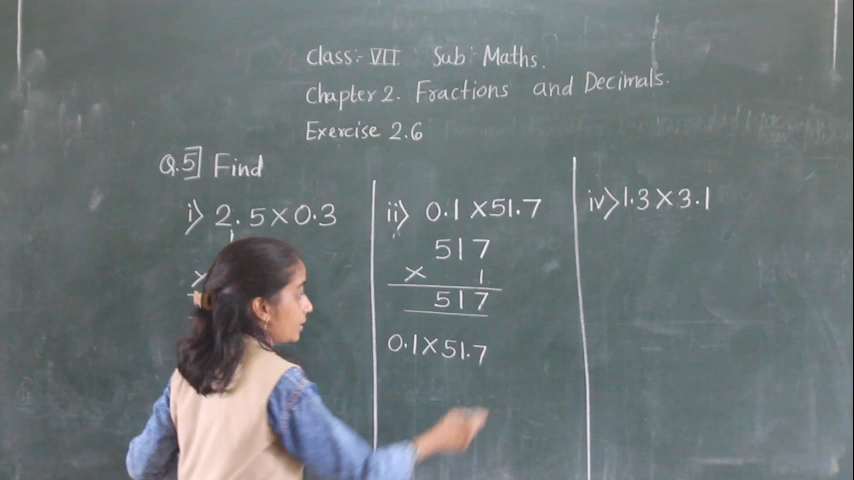 Class:- VII Sub: Maths.
Chapter 2. Fractions and Decimals.
Exercise 2.6
Q.5] Find
i) 2.5 × 0.3
1
×
ii) 0.1 × 51.7
517
× 1
517
0.1 × 51.7
iv) 1.3 × 3.1